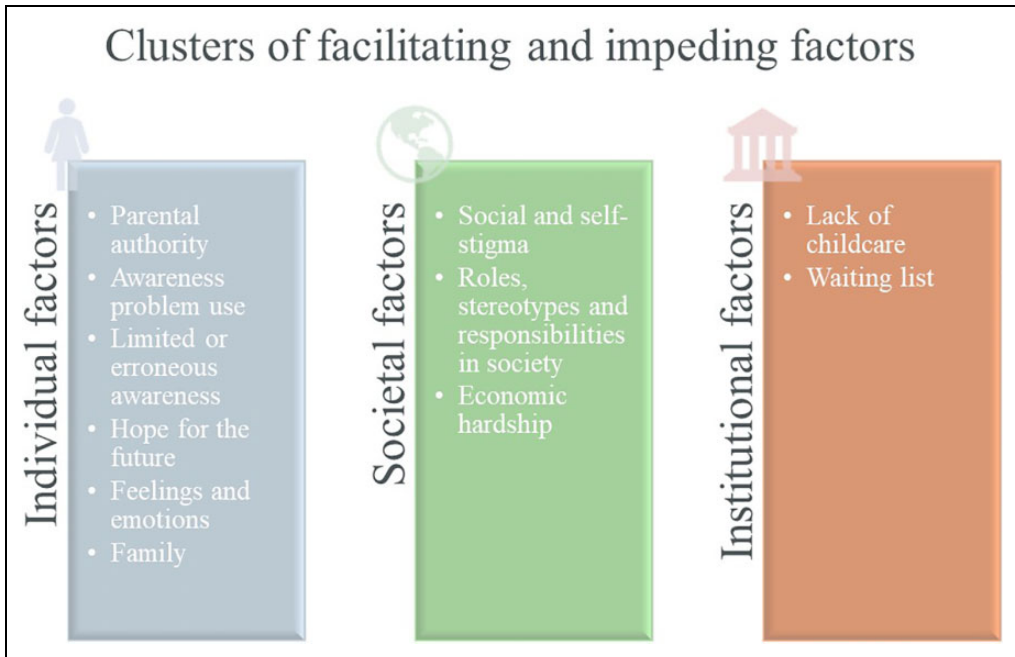 Clusters of facilitating and impeding factors
Individual factors
• Parental
authority
• Awareness
problem use
• Limited or
erroneous
awareness
• Hope for the
future
• Feelings and
emotions
• Family
Societal factors
• Social and self-
stigma
• Roles,
stereotypes and
responsibilities
in society
• Economic
hardship
Institutional factors
• Lack of
childcare
• Waiting list